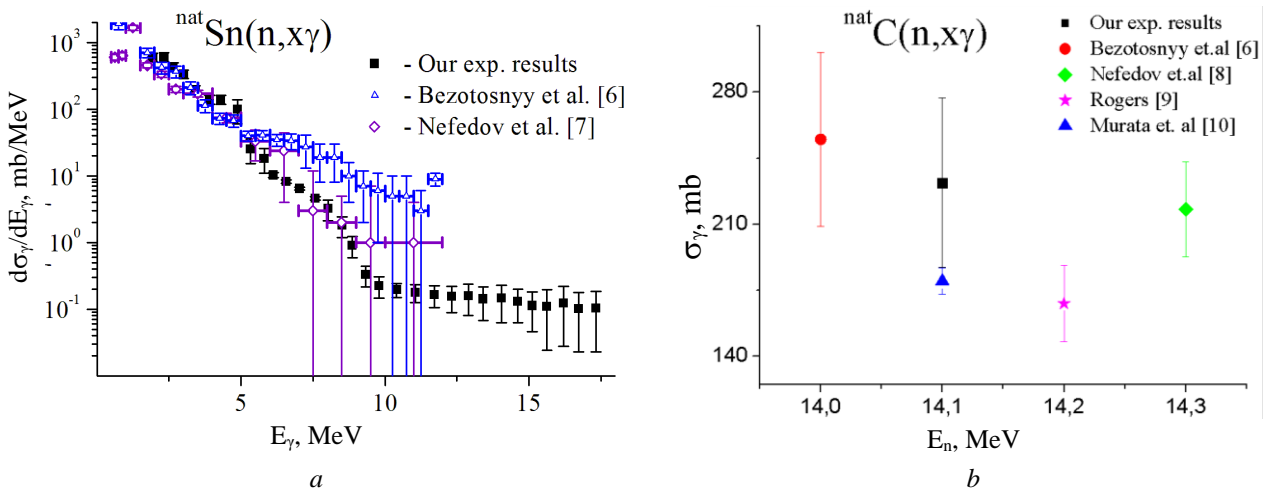 natSn(n,xγ)
- Our exp. results
- Bezotosnyy et al. [6]
- Nefedov et al. [7]
dσγ/dEγ, mb/MeV
10³
10²
10¹
10⁰
10⁻¹
5
10
15
Eγ, MeV
a
natC(n,xγ)
Our exp. results
Bezotosnyy et.al [6]
Nefedov et.al [8]
Rogers [9]
Murata et. al [10]
σγ, mb
280
210
140
14,0
14,1
14,2
14,3
Eₙ, MeV
b